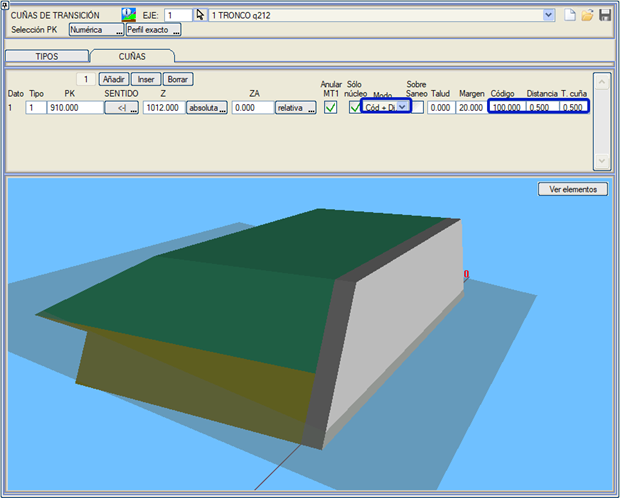 CUÑAS DE TRANSICIÓN EJE: 1 1 TRONCO q212
Selección PK Numérica ... Perfil exacto ...
TIPOS CUÑAS
1 Añadir Inser Borrar
Dato Tipo PK SENTIDO Z ZA Anular MT1 Sólo núcleo Modo Sobre Saneo Talud Margen Código Distancia T. cuña
1 1 910.000 <-| ... 1012.000 absoluta ... 0.000 relativa ... Cód + Di 0.000 20.000 100.000 0.500 0.500
Ver elementos